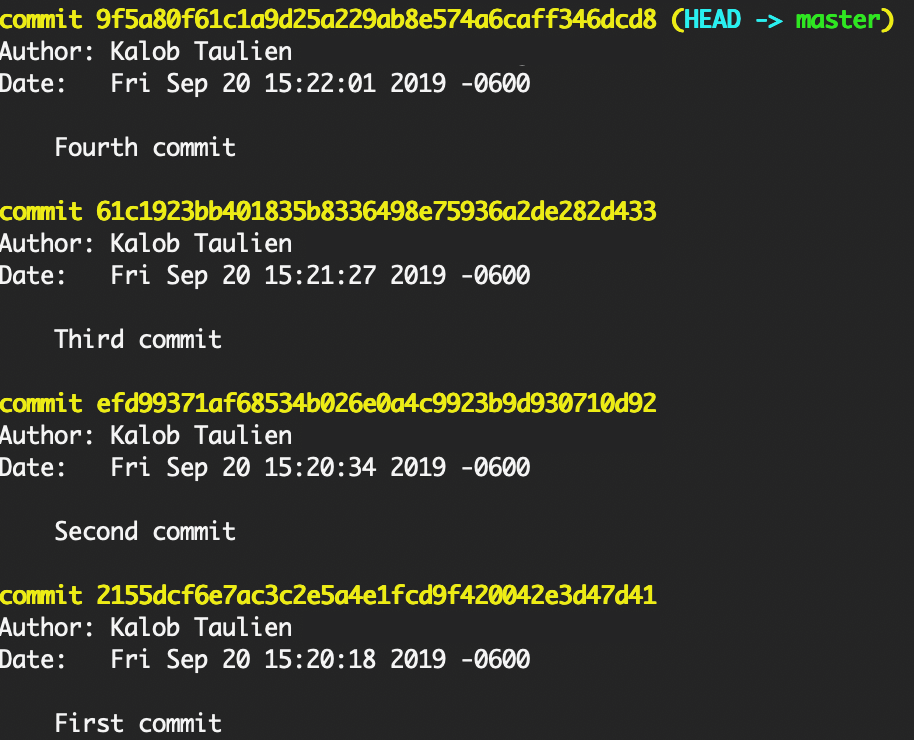 commit 9f5a80f61c1a9d25a229ab8e574a6caff346dcd8 (HEAD -> master)
Author: Kalob Taulien
Date:   Fri Sep 20 15:22:01 2019 -0600
Fourth commit
commit 61c1923bb401835b8336498e75936a2de282d433
Author: Kalob Taulien
Date:   Fri Sep 20 15:21:27 2019 -0600
Third commit
commit efd99371af68534b026e0a4c9923b9d930710d92
Author: Kalob Taulien
Date:   Fri Sep 20 15:20:34 2019 -0600
Second commit
commit 2155dcf6e7ac3c2e5a4e1fcd9f420042e3d47d41
Author: Kalob Taulien
Date:   Fri Sep 20 15:20:18 2019 -0600
First commit